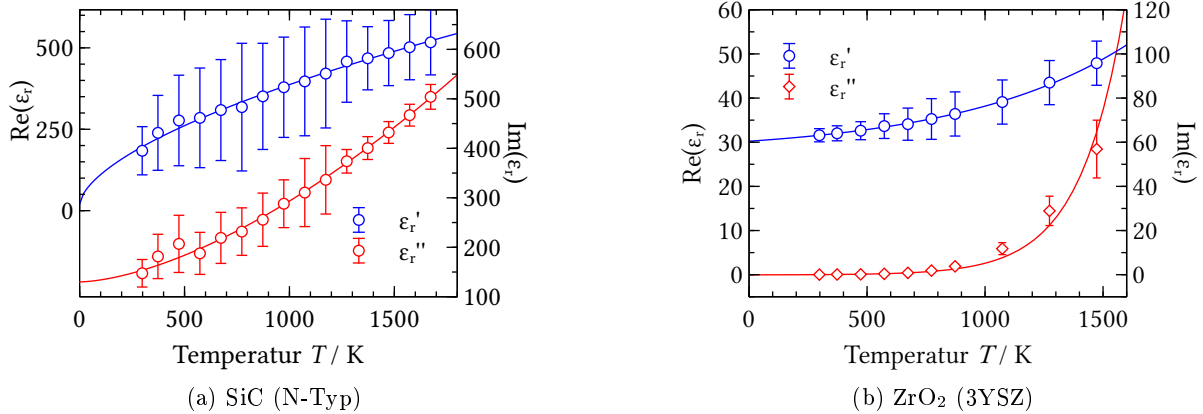 Re(εr)
500
250
0
600
500
400
300
200
100
Im(εr)
εr'
εr''
0
500
1000
1500
Temperatur T / K
(a) SiC (N-Typ)
Re(εr)
60
50
40
30
20
10
0
120
100
80
60
40
20
0
Im(εr)
εr'
εr''
0
500
1000
1500
Temperatur T / K
(b) ZrO₂ (3YSZ)